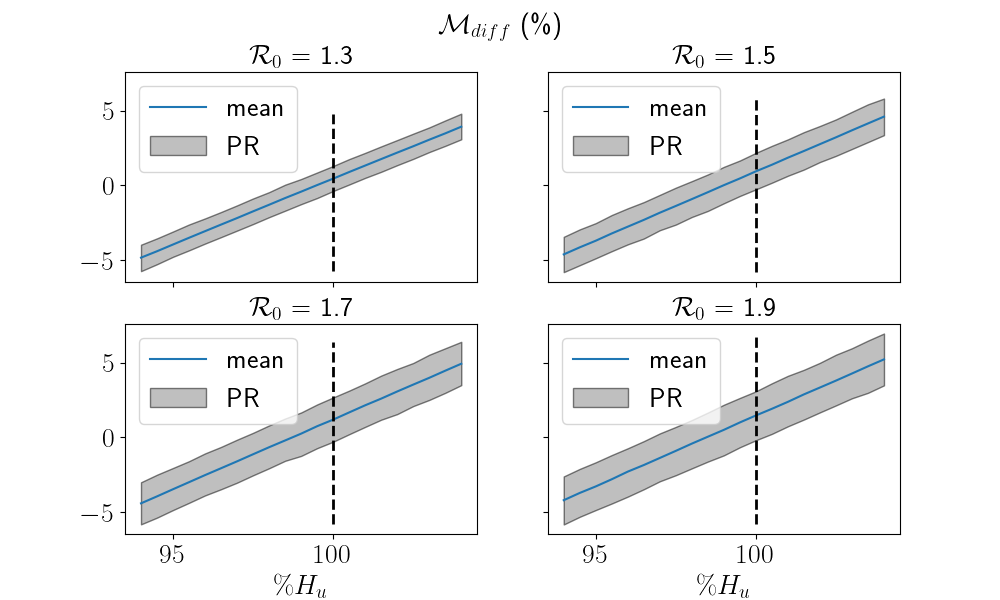 𝓜_diff (%)
𝓡₀ = 1.3
𝓡₀ = 1.5
5
0
−5
mean
PR
mean
PR
𝓡₀ = 1.7
𝓡₀ = 1.9
5
0
−5
mean
PR
mean
PR
95 100
95 100
%H_u
%H_u